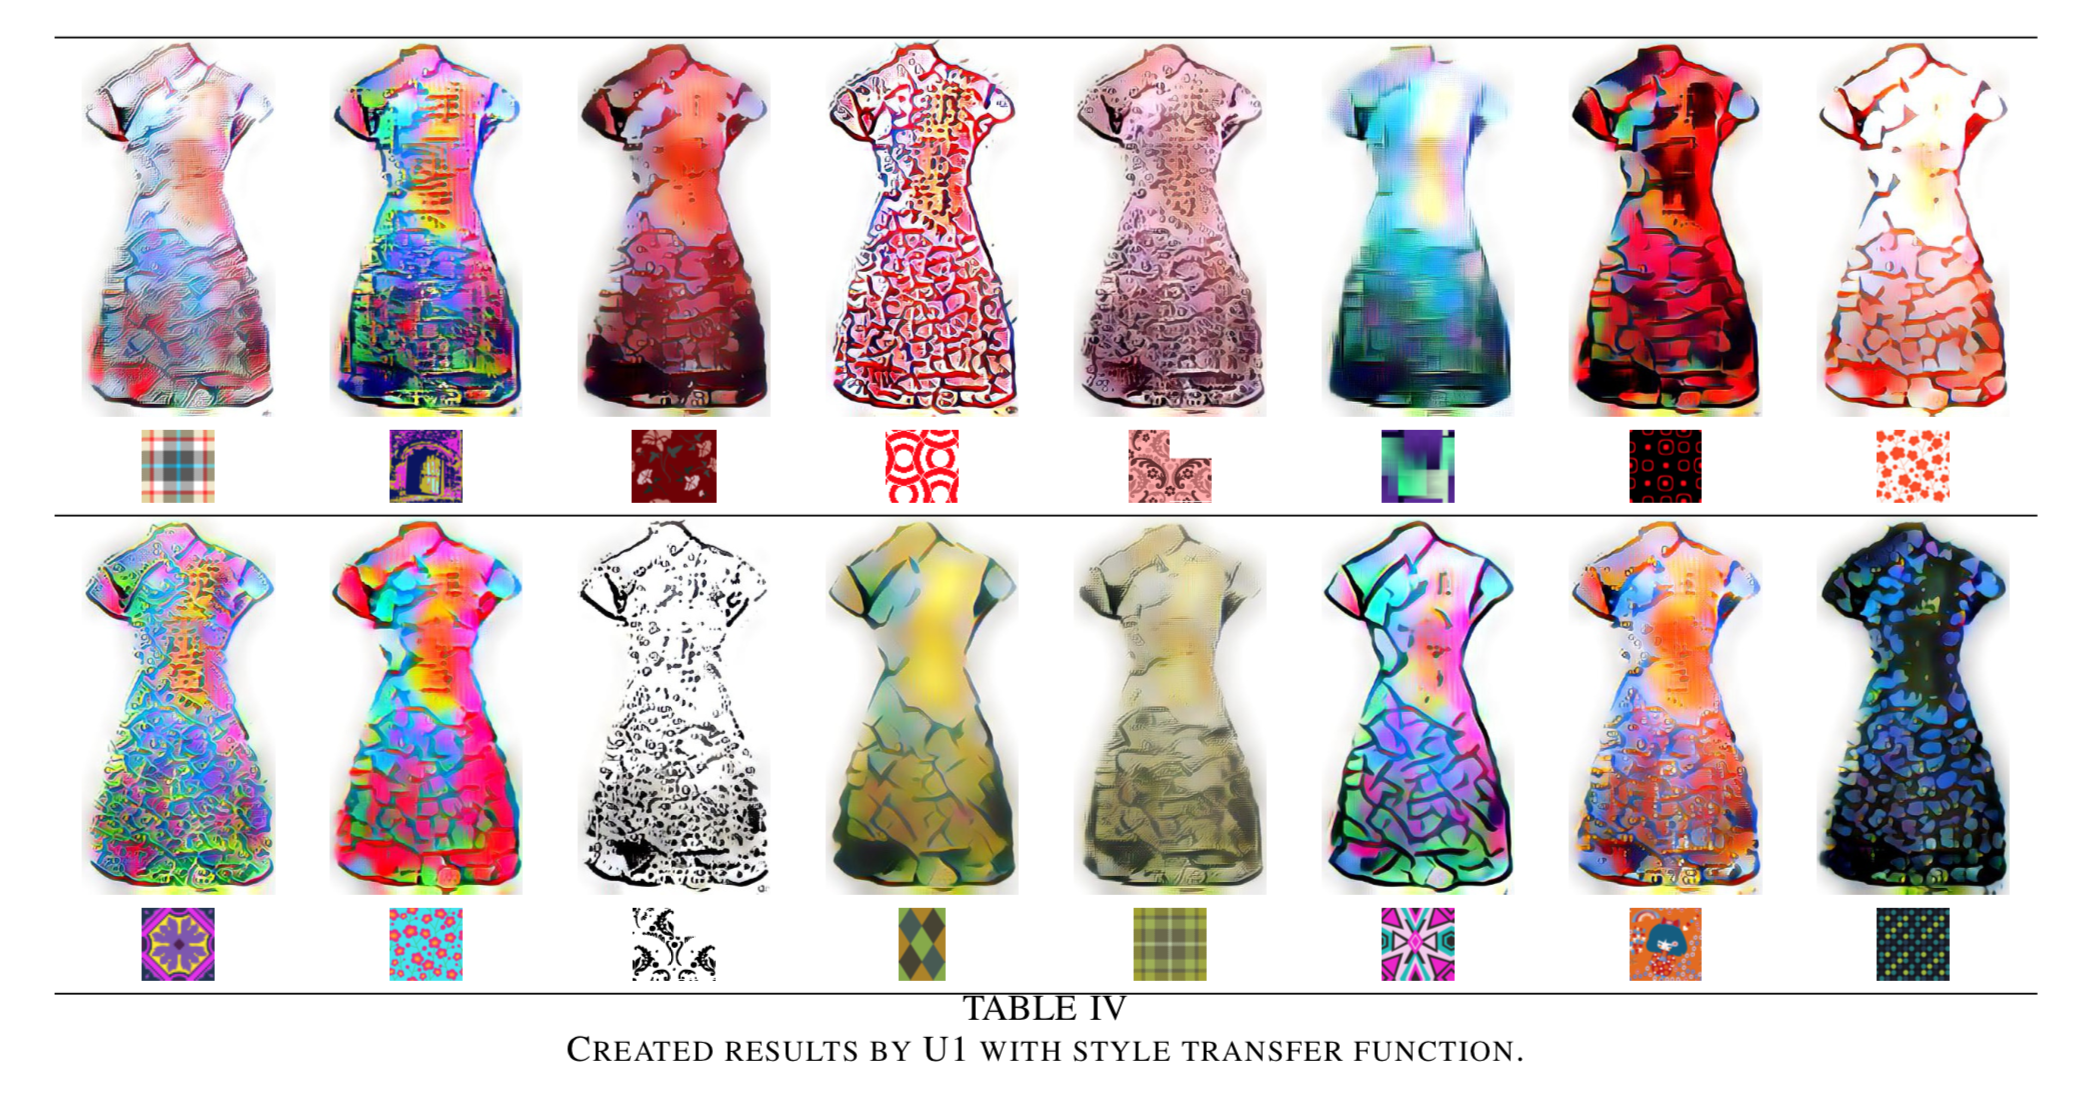 TABLE IV
CREATED RESULTS BY U1 WITH STYLE TRANSFER FUNCTION.